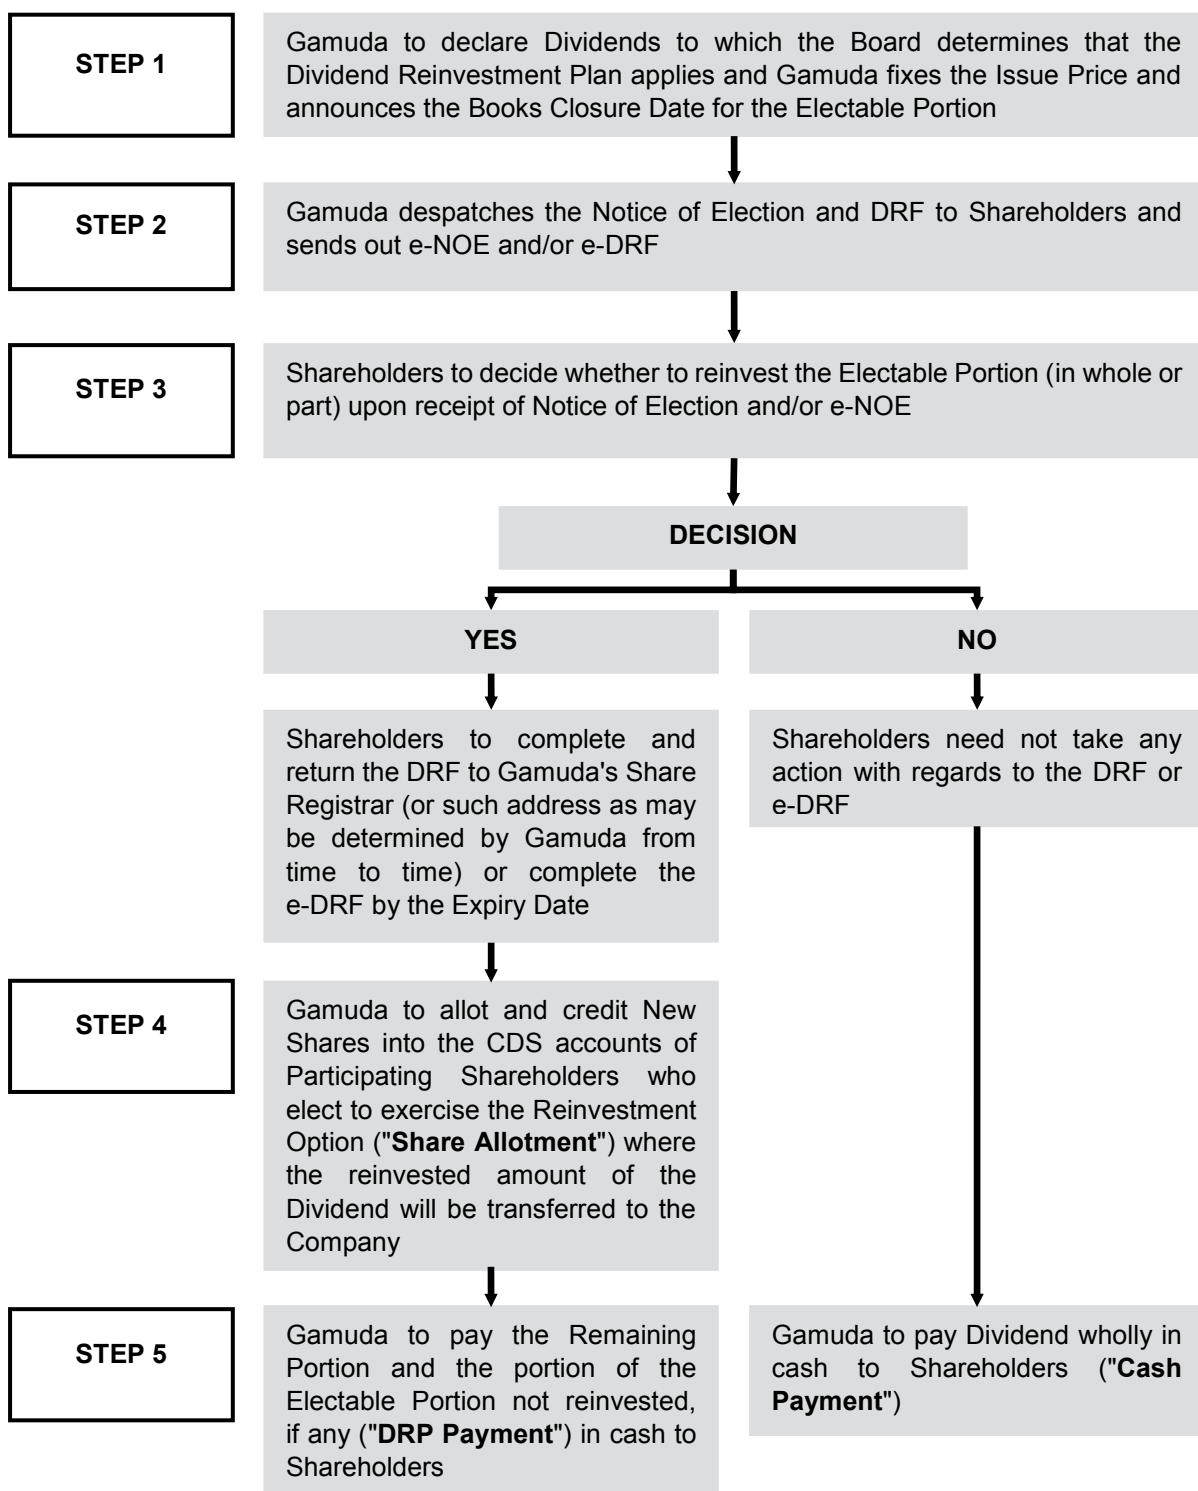 STEP 1
Gamuda to declare Dividends to which the Board determines that the
Dividend Reinvestment Plan applies and Gamuda fixes the Issue Price and
announces the Books Closure Date for the Electable Portion
STEP 2
Gamuda despatches the Notice of Election and DRF to Shareholders and
sends out e-NOE and/or e-DRF
STEP 3
Shareholders to decide whether to reinvest the Electable Portion (in whole or
part) upon receipt of Notice of Election and/or e-NOE
DECISION
YES
NO
Shareholders to complete and
return the DRF to Gamuda's Share
Registrar (or such address as may
be determined by Gamuda from
time to time) or complete the
e-DRF by the Expiry Date
Shareholders need not take any
action with regards to the DRF or
e-DRF
STEP 4
Gamuda to allot and credit New
Shares into the CDS accounts of
Participating Shareholders who
elect to exercise the Reinvestment
Option ("Share Allotment") where
the reinvested amount of the
Dividend will be transferred to the
Company
STEP 5
Gamuda to pay the Remaining
Portion and the portion of the
Electable Portion not reinvested,
if any ("DRP Payment") in cash to
Shareholders
Gamuda to pay Dividend wholly in
cash to Shareholders ("Cash
Payment")